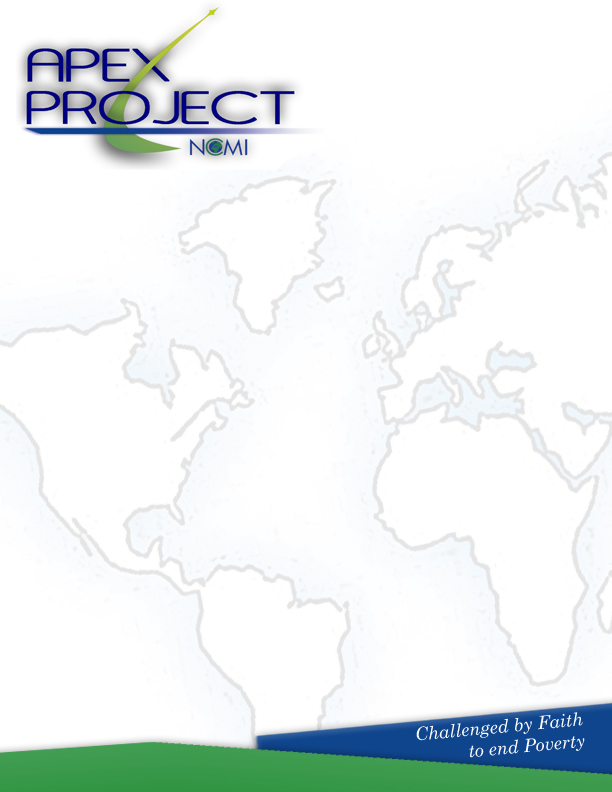 APEX
PROJECT
NCMI
Challenged by Faith
to end Poverty